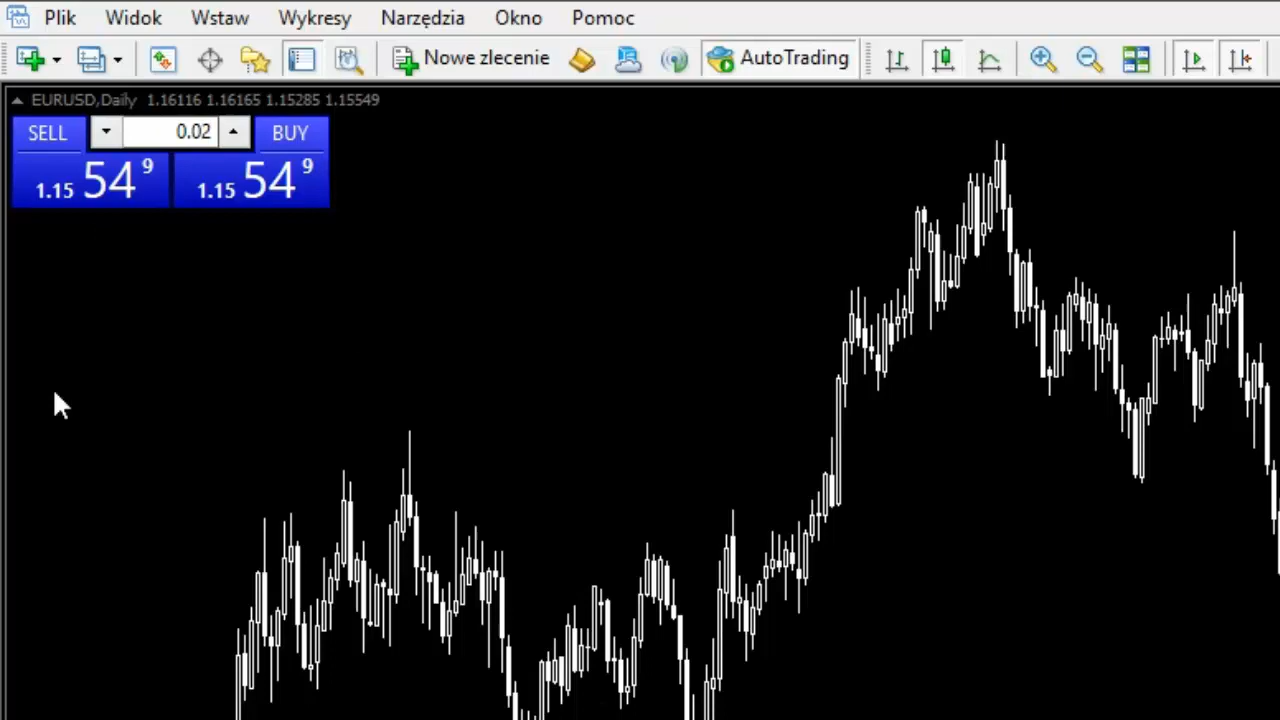 Plik Widok Wstaw Wykresy Narzędzia Okno Pomoc
Nowe zlecenie AutoTrading
EURUSD,Daily 1.16116 1.16165 1.15285 1.15549
SELL 0.02 BUY
1.15 54 9 1.15 54 9